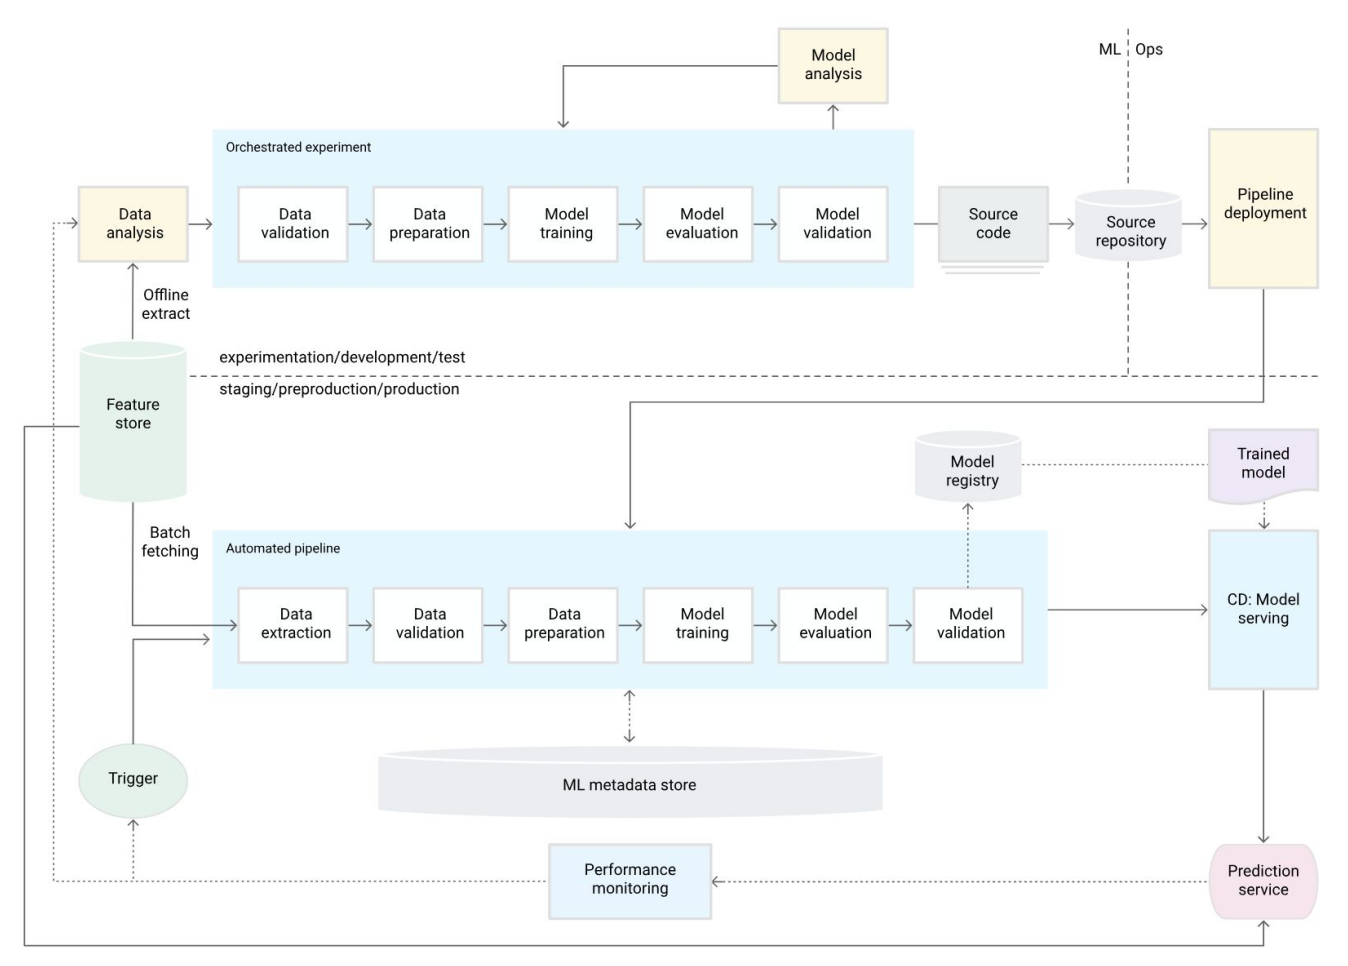 Model
analysis
ML
Ops
Orchestrated experiment
Data
analysis
Data
validation
Data
preparation
Model
training
Model
evaluation
Model
validation
Source
code
Source
repository
Pipeline
deployment
Offline
extract
experimentation/development/test
staging/preproduction/production
Feature
store
Model
registry
Trained
model
Batch
fetching
Automated pipeline
Data
extraction
Data
validation
Data
preparation
Model
training
Model
evaluation
Model
validation
CD: Model
serving
Trigger
ML metadata store
Performance
monitoring
Prediction
service